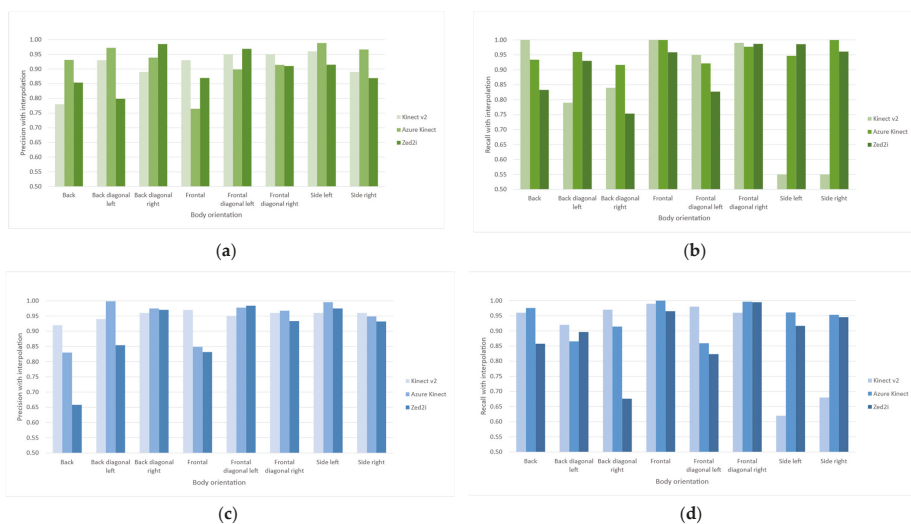 1.00
0.95
0.90
0.85
0.80
0.75
0.70
0.65
0.60
0.55
0.50
Precision with interpolation
Back
Back diagonal
left
Back diagonal
right
Frontal
Frontal
diagonal left
Frontal
diagonal right
Side left
Side right
Body orientation
Kinect v2
Azure Kinect
Zed2i
(a)
1.00
0.95
0.90
0.85
0.80
0.75
0.70
0.65
0.60
0.55
0.50
Recall with interpolation
Back
Back diagonal
left
Back diagonal
right
Frontal
Frontal
diagonal left
Frontal
diagonal right
Side left
Side right
Body orientation
Kinect v2
Azure Kinect
Zed2i
(b)
1.00
0.95
0.90
0.85
0.80
0.75
0.70
0.65
0.60
0.55
0.50
Precision with interpolation
Back
Back diagonal
left
Back diagonal
right
Frontal
Frontal
diagonal left
Frontal
diagonal right
Side left
Side right
Body orientation
Kinect v2
Azure Kinect
Zed2i
(c)
1.00
0.95
0.90
0.85
0.80
0.75
0.70
0.65
0.60
0.55
0.50
Recall with interpolation
Back
Back diagonal
left
Back diagonal
right
Frontal
Frontal
diagonal left
Frontal
diagonal right
Side left
Side right
Body orientation
Kinect v2
Azure Kinect
Zed2i
(d)